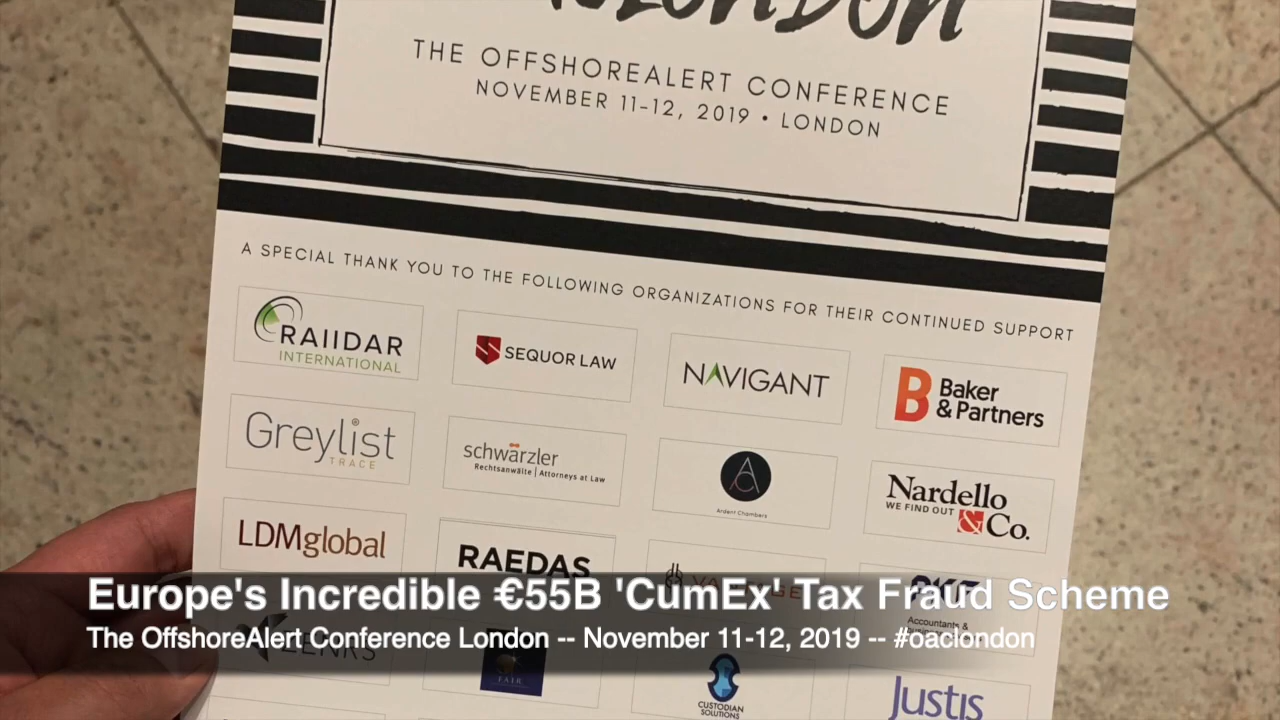 LONDON
THE OFFSHOREALERT CONFERENCE
NOVEMBER 11-12, 2019 • LONDON
A SPECIAL THANK YOU TO THE FOLLOWING ORGANIZATIONS FOR THEIR CONTINUED SUPPORT
RAIIDAR
INTERNATIONAL
SEQUOR LAW
NAVIGANT
Baker
& Partners
Greylist®
TRACE
schwärzler
Rechtsanwälte | Attorneys at Law
Ardent Chambers
Nardello
WE FIND OUT
& Co.
LDMglobal
RAEDAS
Europe's Incredible €55B 'CumEx' Tax Fraud Scheme
Accountants &
The OffshoreAlert Conference London -- November 11-12, 2019 -- #oaclondon
FAIR
CUSTODIAN
SOLUTIONS
Justis